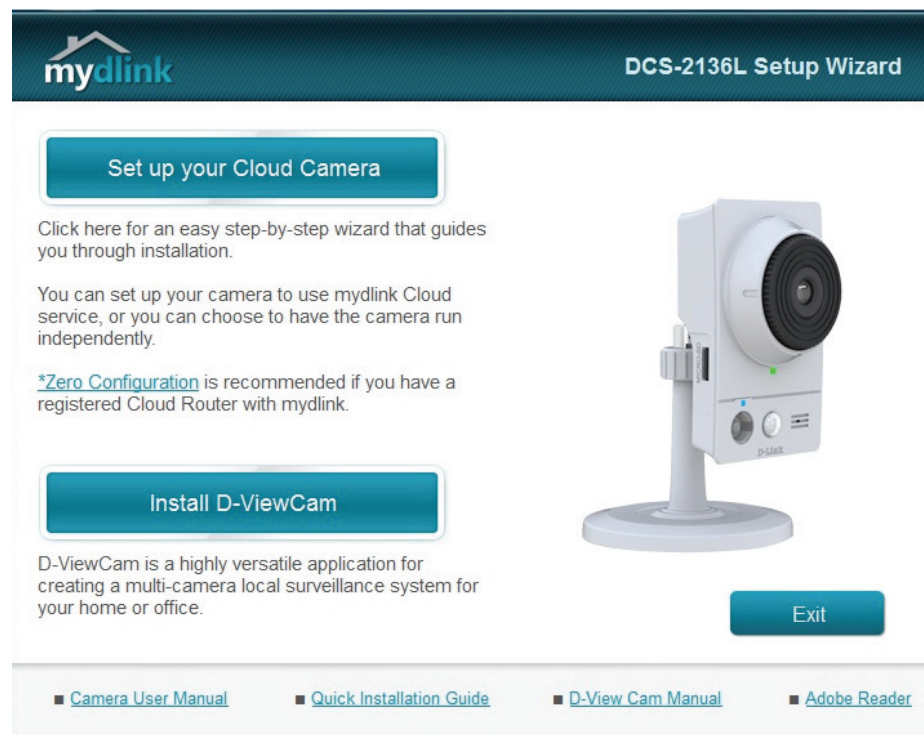 mydlink
DCS-2136L Setup Wizard
Set up your Cloud Camera
Click here for an easy step-by-step wizard that guides
you through installation.
You can set up your camera to use mydlink Cloud
service, or you can choose to have the camera run
independently.
*Zero Configuration is recommended if you have a
registered Cloud Router with mydlink.
Install D-ViewCam
D-ViewCam is a highly versatile application for
creating a multi-camera local surveillance system for
your home or office.
D-Link
Exit
Camera User Manual
Quick Installation Guide
D-View Cam Manual
Adobe Reader